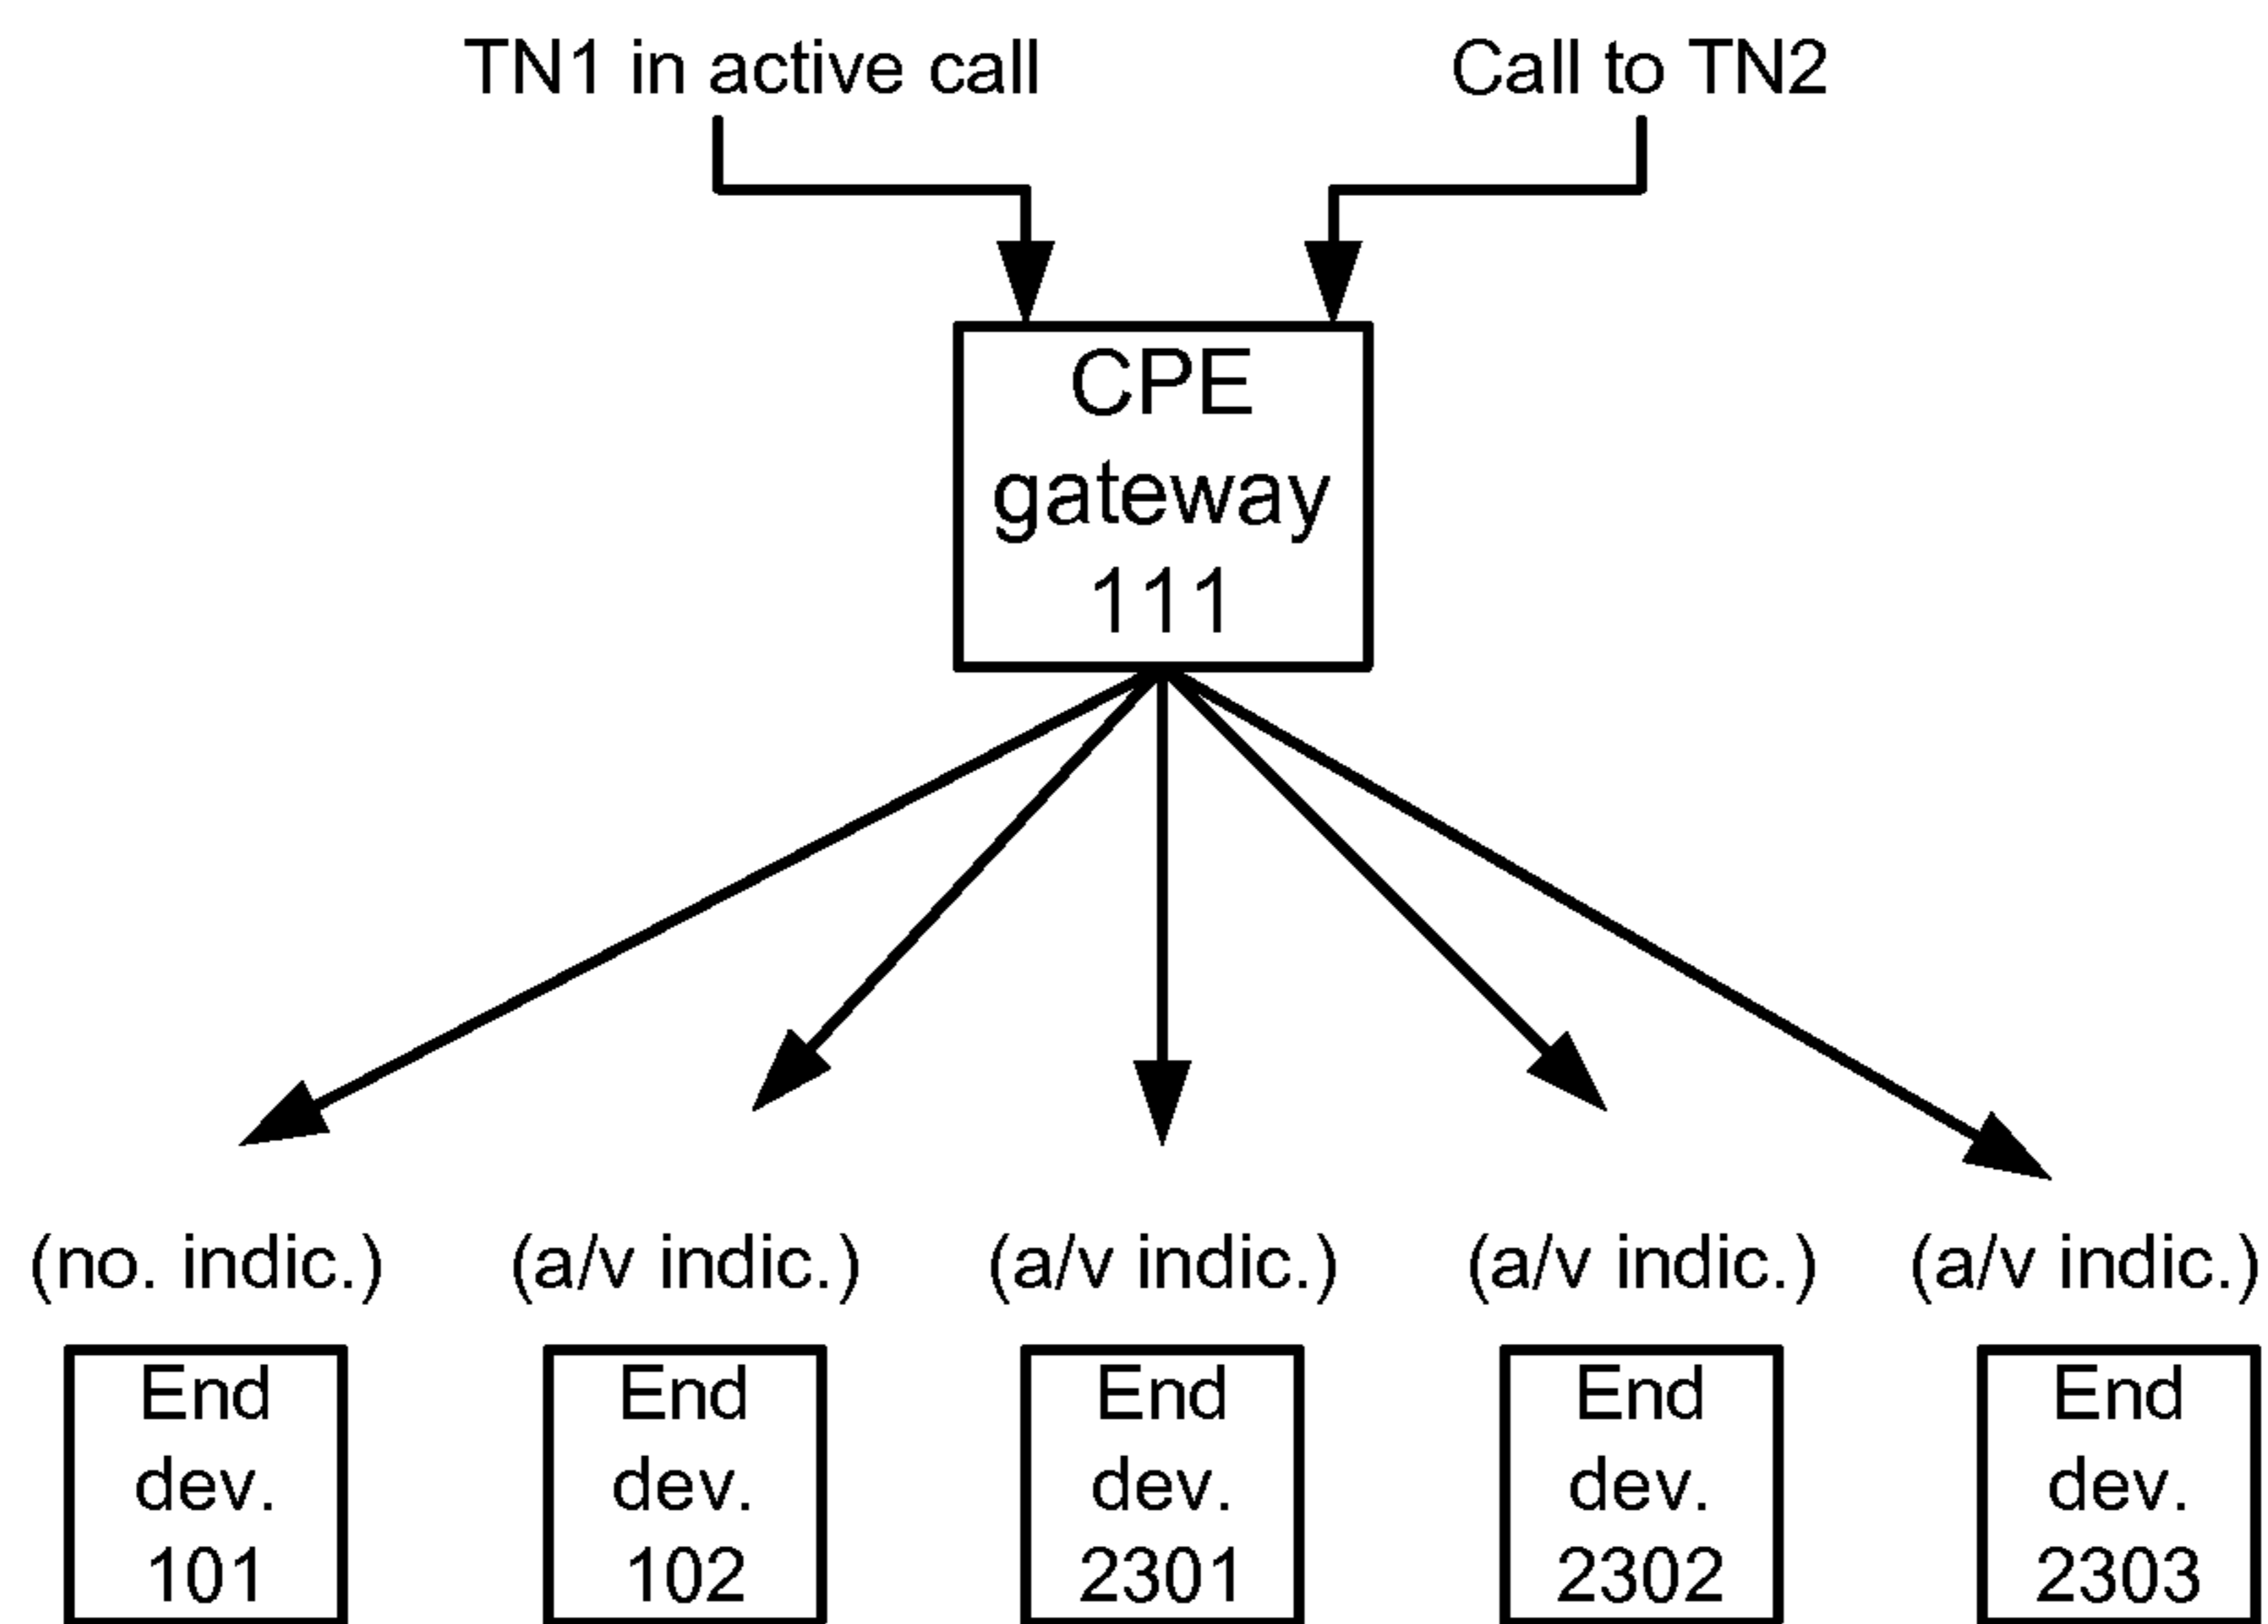 TN1 in active call
Call to TN2
CPE
gateway
111
(no. indic.)
(a/v indic.)
(a/v indic.)
(a/v indic.)
(a/v indic.)
End
dev.
101
End
dev.
102
End
dev.
2301
End
dev.
2302
End
dev.
2303